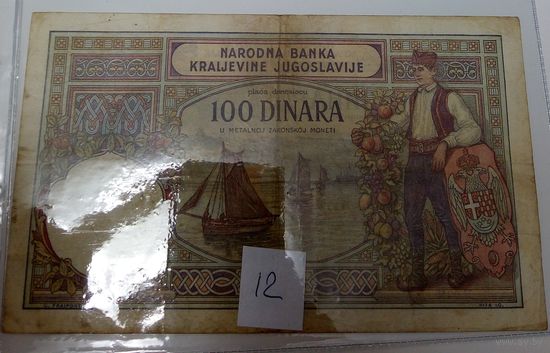 NARODNA BANKA
KRALJEVINE JUGOSLAVIJE
plaća donosiocu
100 DINARA
U METALNOJ ZAKONSKOJ MONETI
12